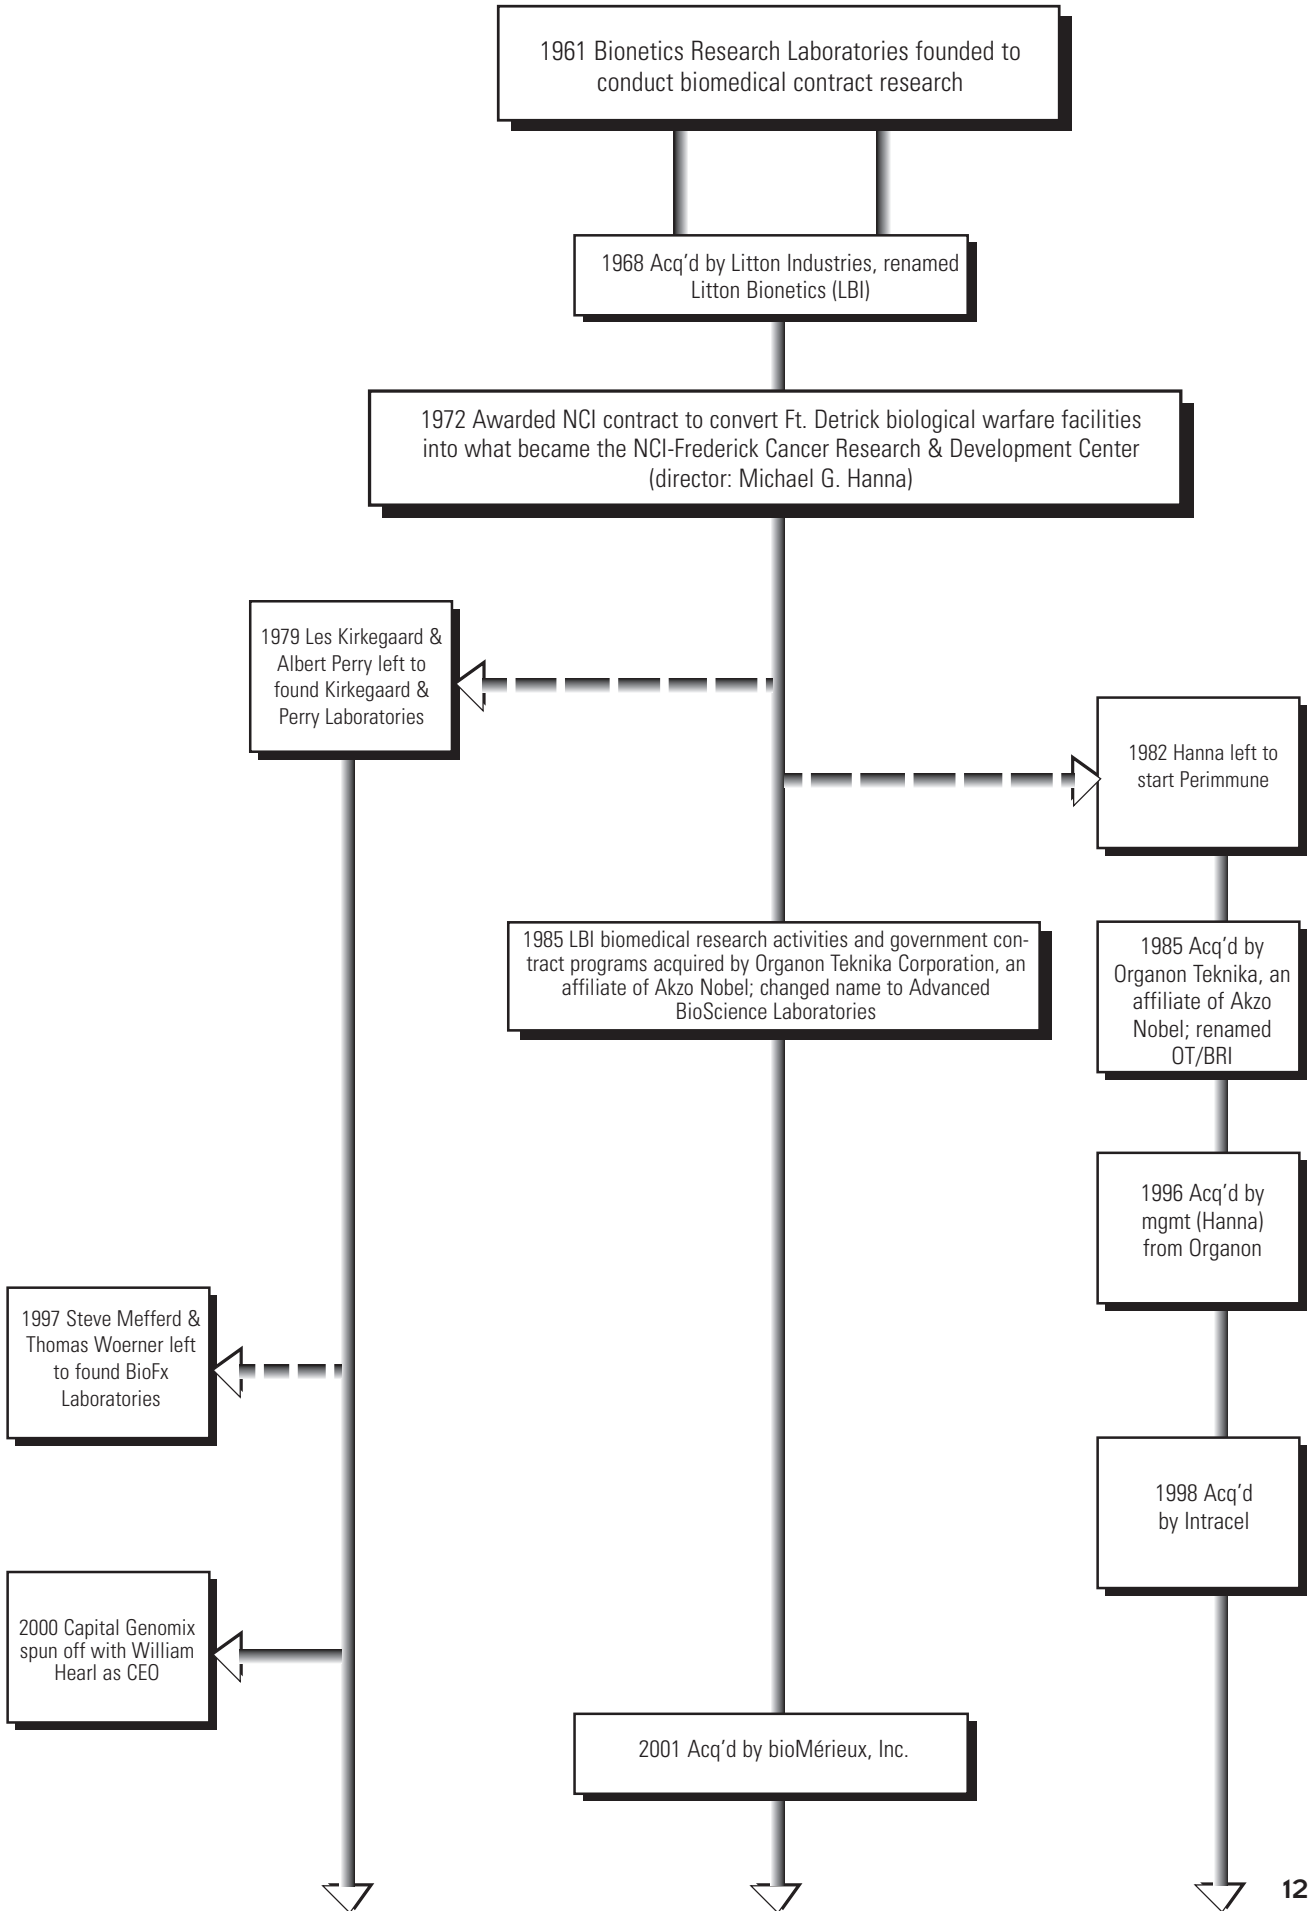 1961 Bionetics Research Laboratories founded to
conduct biomedical contract research
1968 Acq'd by Litton Industries, renamed
Litton Bionetics (LBI)
1972 Awarded NCI contract to convert Ft. Detrick biological warfare facilities
into what became the NCI-Frederick Cancer Research & Development Center
(director: Michael G. Hanna)
1979 Les Kirkegaard &
Albert Perry left to
found Kirkegaard &
Perry Laboratories
1982 Hanna left to
start Perimmune
1985 LBI biomedical research activities and government con-
tract programs acquired by Organon Teknika Corporation, an
affiliate of Akzo Nobel; changed name to Advanced
BioScience Laboratories
1985 Acq'd by
Organon Teknika, an
affiliate of Akzo
Nobel; renamed
OT/BRI
1996 Acq'd by
mgmt (Hanna)
from Organon
1997 Steve Mefferd &
Thomas Woerner left
to found BioFx
Laboratories
1998 Acq'd
by Intracel
2000 Capital Genomix
spun off with William
Hearl as CEO
2001 Acq'd by bioMérieux, Inc.
12